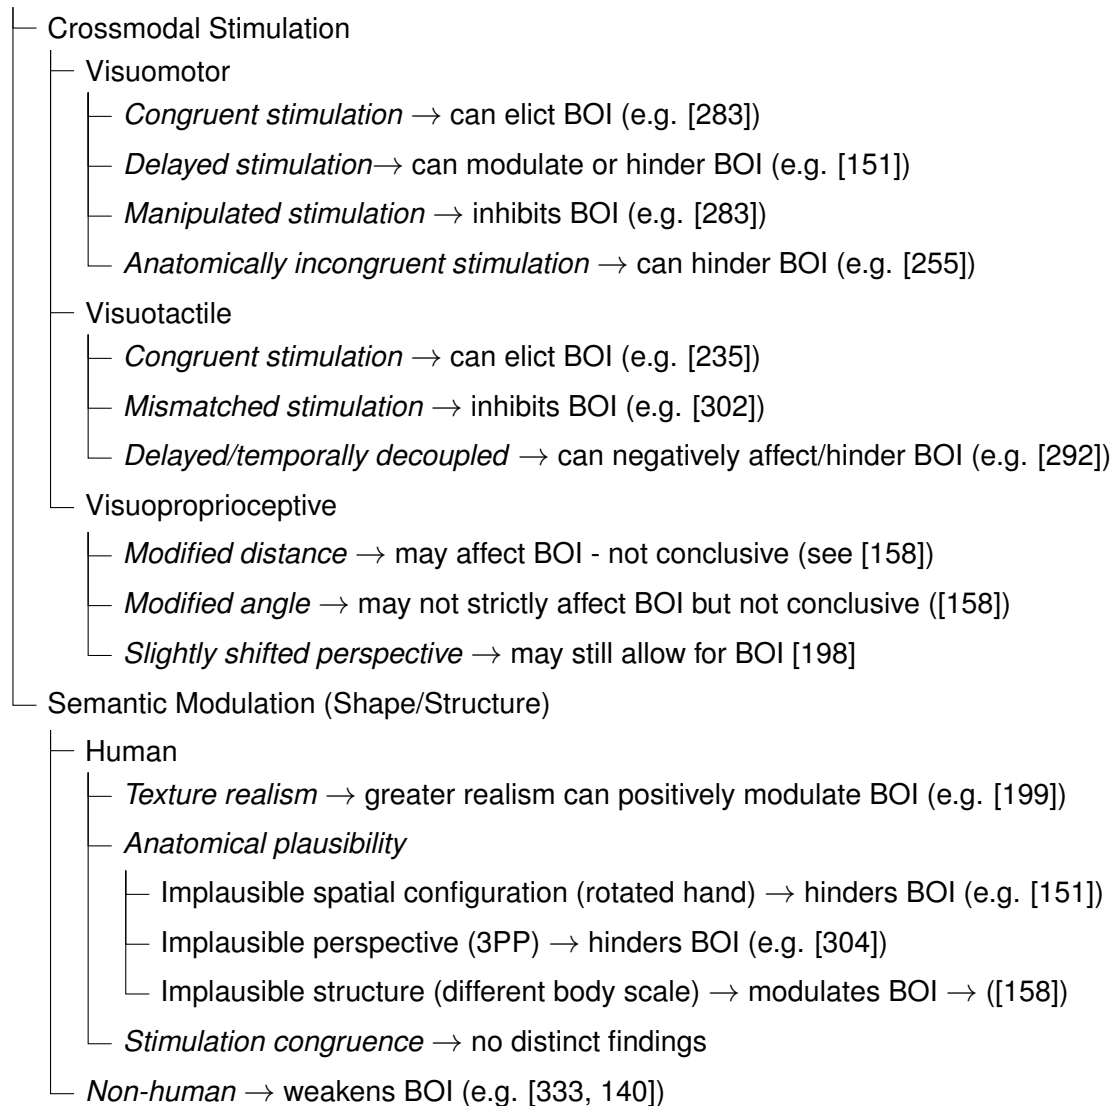 Crossmodal Stimulation
Visuomotor
Congruent stimulation → can elict BOI (e.g. [283])
Delayed stimulation→ can modulate or hinder BOI (e.g. [151])
Manipulated stimulation → inhibits BOI (e.g. [283])
Anatomically incongruent stimulation → can hinder BOI (e.g. [255])
Visuotactile
Congruent stimulation → can elict BOI (e.g. [235])
Mismatched stimulation → inhibits BOI (e.g. [302])
Delayed/temporally decoupled → can negatively affect/hinder BOI (e.g. [292])
Visuoproprioceptive
Modified distance → may affect BOI - not conclusive (see [158])
Modified angle → may not strictly affect BOI but not conclusive ([158])
Slightly shifted perspective → may still allow for BOI [198]
Semantic Modulation (Shape/Structure)
Human
Texture realism → greater realism can positively modulate BOI (e.g. [199])
Anatomical plausibility
Implausible spatial configuration (rotated hand) → hinders BOI (e.g. [151])
Implausible perspective (3PP) → hinders BOI (e.g. [304])
Implausible structure (different body scale) → modulates BOI → ([158])
Stimulation congruence → no distinct findings
Non-human → weakens BOI (e.g. [333, 140])